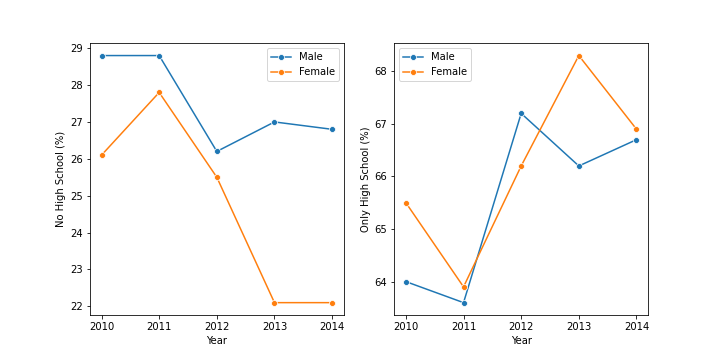 No High School (%)
29
28
27
26
25
24
23
22
2010 2011 2012 2013 2014
Year
Male
Female
Only High School (%)
68
67
66
65
64
2010 2011 2012 2013 2014
Year
Male
Female